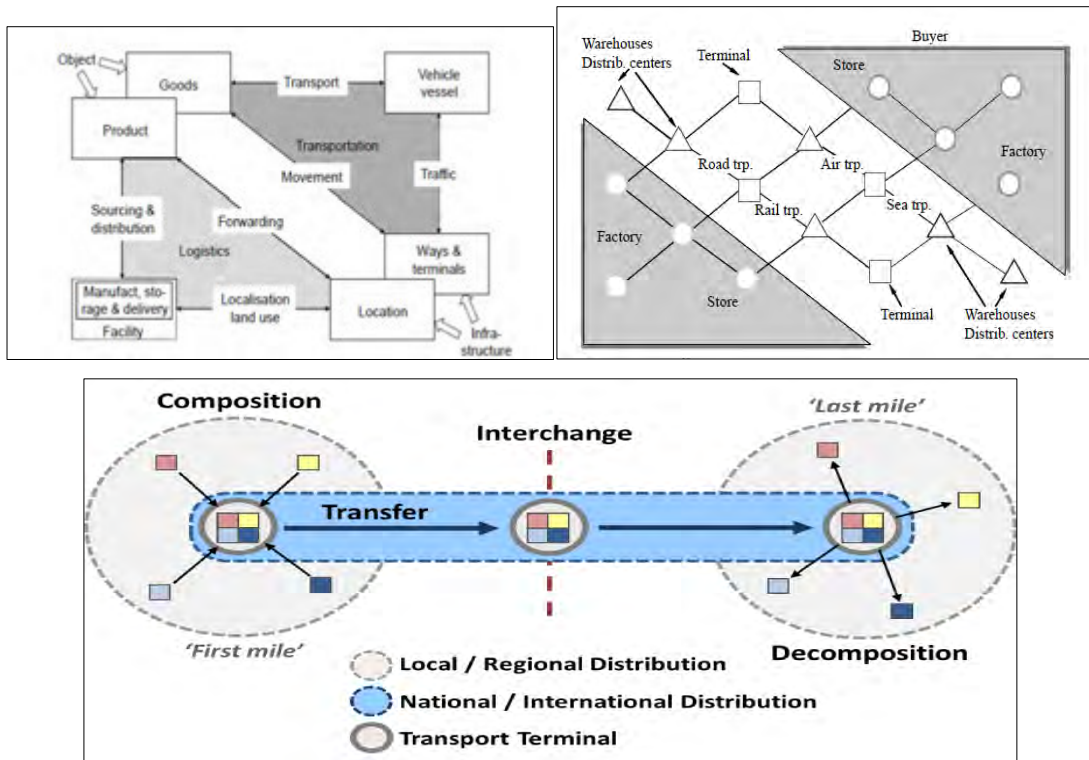 Object
Goods
Transport
Vehicle
vessel
Product
Transportation
Movement
Traffic
Sourcing &
distribution
Forwarding
Logistics
Ways &
terminals
Manufact, sto-
rage & delivery
Facility
Localisation
land use
Location
Infra-
structure
Warehouses
Distrib. centers
Terminal
Buyer
Store
Road trp.
Air trp.
Factory
Rail trp.
Sea trp.
Factory
Store
Terminal
Warehouses
Distrib. centers
Composition
'Last mile'
Interchange
Transfer
'First mile'
Decomposition
Local / Regional Distribution
National / International Distribution
Transport Terminal